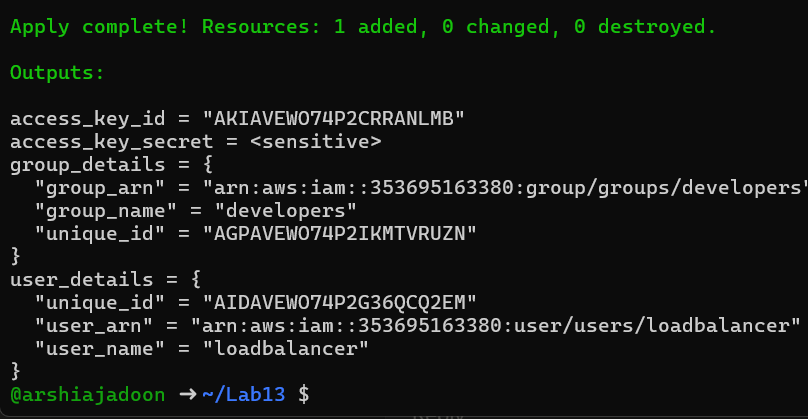 Apply complete! Resources: 1 added, 0 changed, 0 destroyed.
Outputs:
access_key_id = "AKIAVEWO74P2CRRANLMB"
access_key_secret = <sensitive>
group_details = {
  "group_arn" = "arn:aws:iam::353695163380:group/groups/developers"
  "group_name" = "developers"
  "unique_id" = "AGPAVEWO74P2IKMTVRUZN"
}
user_details = {
  "unique_id" = "AIDAVEWO74P2G36QCQ2EM"
  "user_arn" = "arn:aws:iam::353695163380:user/users/loadbalancer"
  "user_name" = "loadbalancer"
}
@arshiajadoon ➜ ~/Lab13 $